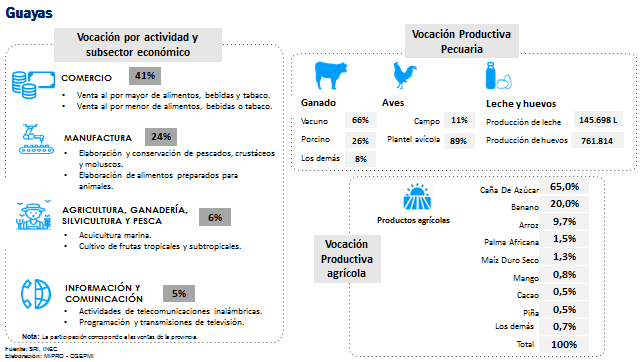 Guayas
Vocación por actividad y
subsector económico
COMERCIO 41%
• Venta al por mayor de alimentos, bebidas y tabaco.
• Venta al por menor de alimentos, bebidas o tabaco.
MANUFACTURA 24%
• Elaboración y conservación de pescados, crustáceos
y moluscos.
• Elaboración de alimentos preparados para
animales.
AGRICULTURA, GANADERÍA,
SILVICULTURA Y PESCA 6%
• Acuicultura marina.
• Cultivo de frutas tropicales y subtropicales.
INFORMACIÓN Y
COMUNICACIÓN 5%
• Actividades de telecomunicaciones inalámbricas.
• Programación y transmisiones de televisión.
Nota: La participación corresponde a las ventas de la provincia.
Fuente: SRI, INEC
Elaboración: MIPRO - CGEPMI
Vocación Productiva
Pecuaria
Ganado
Vacuno 66%
Porcino 26%
Los demás 8%
Aves
Campo 11%
Plantel avícola 89%
Leche y huevos
Producción de leche 145.698 L
Producción de huevos 761.814
Vocación
Productiva
agrícola
Productos agrícolas
Caña De Azúcar 65,0%
Banano 20,0%
Arroz 9,7%
Palma Africana 1,5%
Maíz Duro Seco 1,3%
Mango 0,8%
Cacao 0,5%
Piña 0,5%
Los demás 0,7%
Total 100%